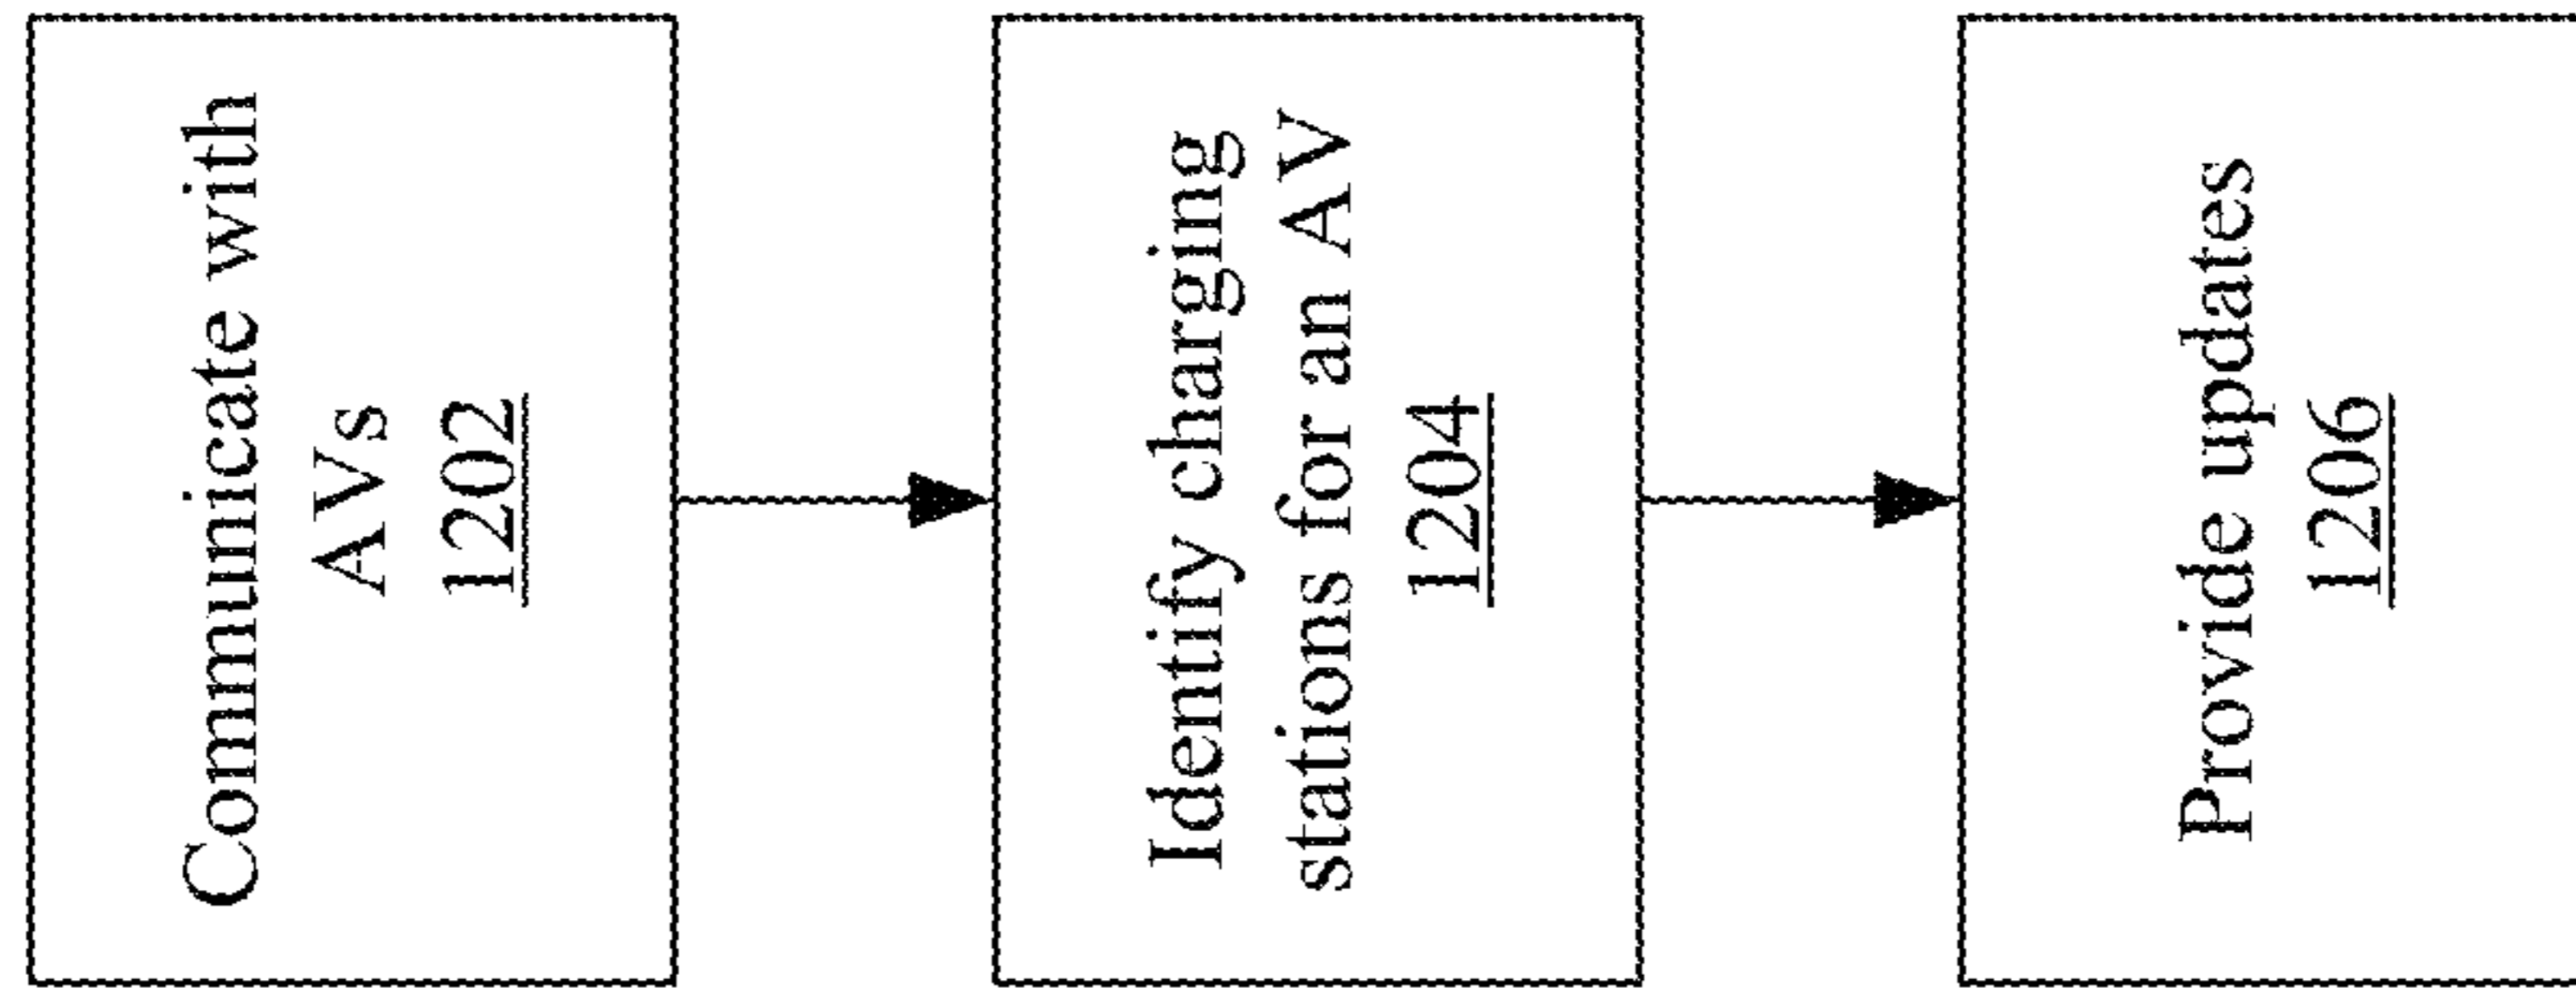 Communicate with
AVs
1202
Identify charging
stations for an AV
1204
Provide updates
1206